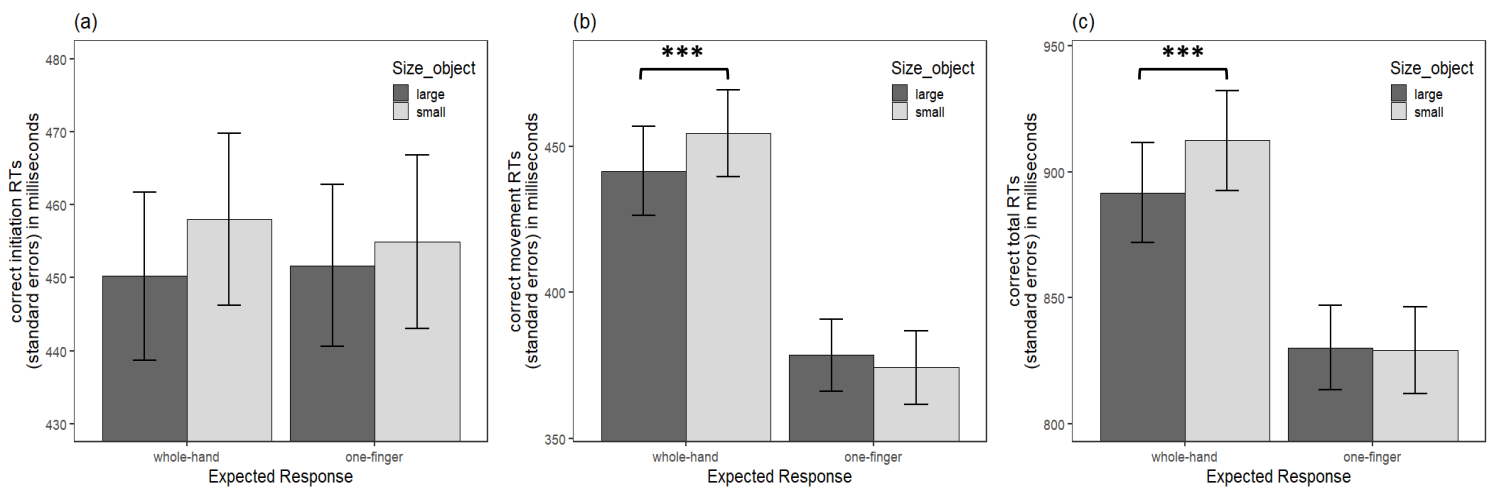 (a)
480
470
460
450
440
430
correct initiation RTs
(standard errors) in milliseconds
Size_object
large
small
whole-hand
one-finger
Expected Response
(b)
450
400
350
correct movement RTs
(standard errors) in milliseconds
***
Size_object
large
small
whole-hand
one-finger
Expected Response
(c)
950
900
850
800
correct total RTs
(standard eerrors) in milliseconds
***
Size_object
large
small
whole-hand
one-finger
Expected Response